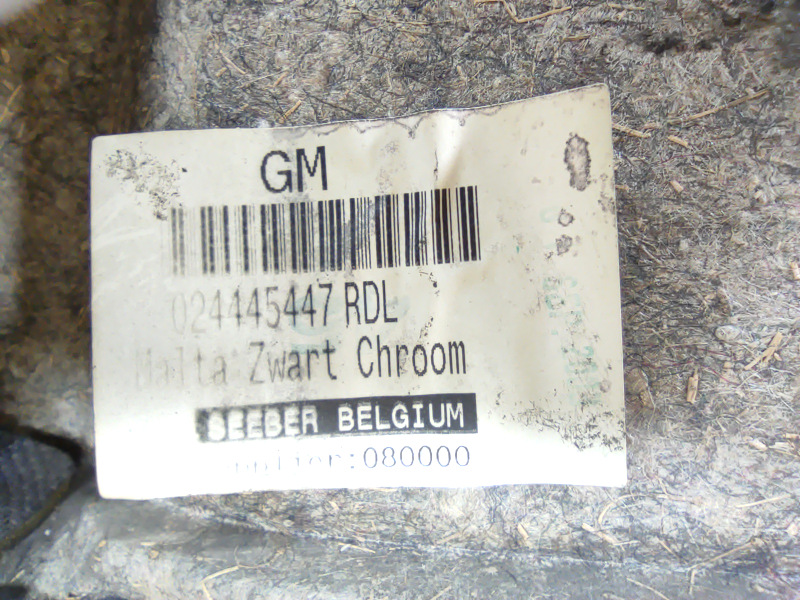 GM
024445447 RDL
Malta Zwart Chroom
SEEBER BELGIUM
:080000